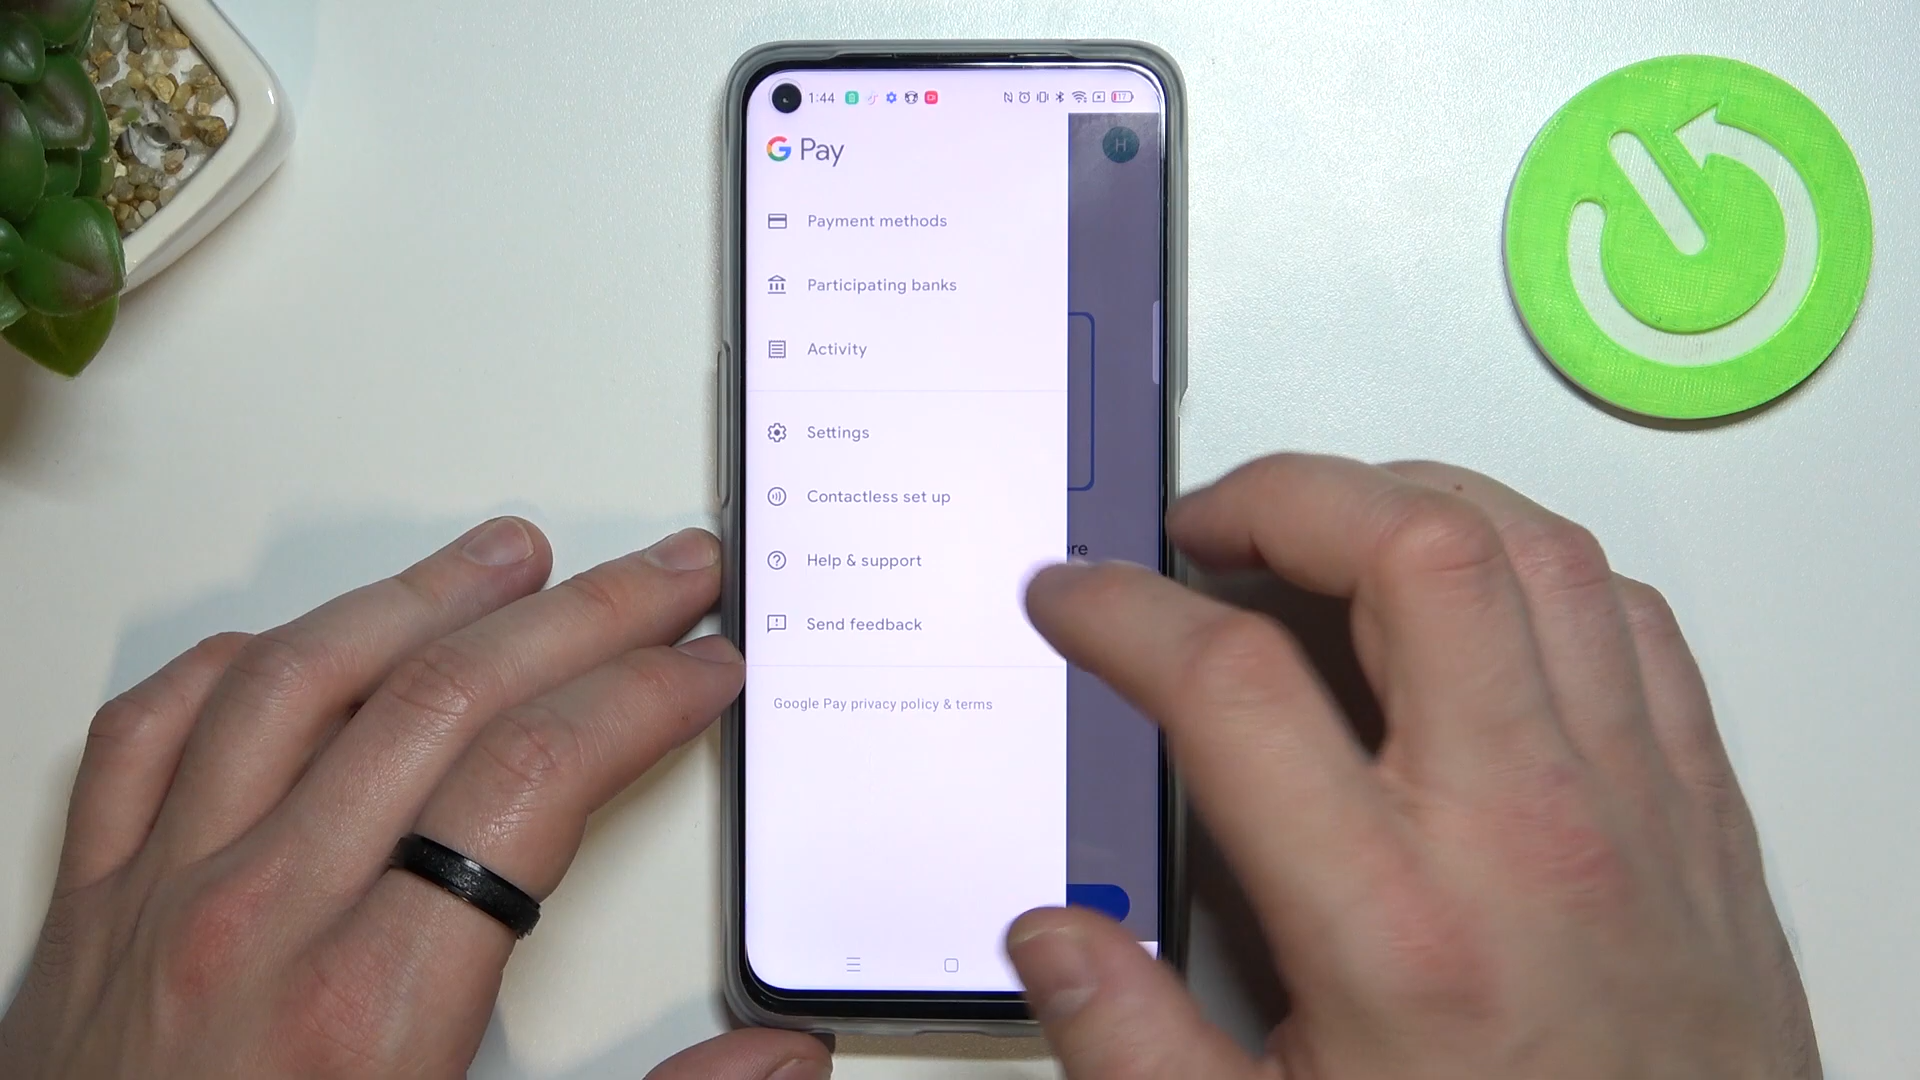 1:44
17
G Pay
H
Payment methods
Participating banks
Activity
Settings
Contactless set up
Help & support
Send feedback
Google Pay privacy policy & terms